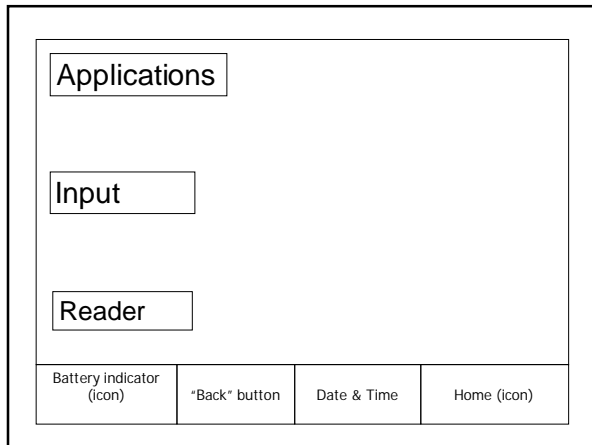 Applications
Input
Reader
Battery indicator
(icon)
"Back" button
Date & Time
Home (icon)